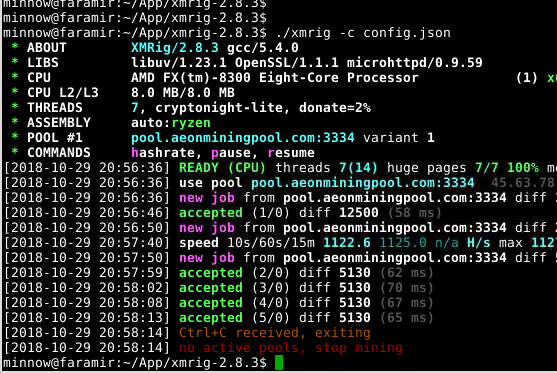 minnow@faramir:~/App/xmrig-2.8.3$
minnow@faramir:~/App/xmrig-2.8.3$
minnow@faramir:~/App/xmrig-2.8.3$ ./xmrig -c config.json
* ABOUT XMRig/2.8.3 gcc/5.4.0
* LIBS libuv/1.23.1 OpenSSL/1.1.1 microhttpd/0.9.59
* CPU AMD FX(tm)-8300 Eight-Core Processor (1)
* CPU L2/L3 8.0 MB/8.0 MB
* THREADS 7, cryptonight-lite, donate=2%
* ASSEMBLY auto:ryzen
* POOL #1 pool.aeonminingpool.com:3334 variant 1
* COMMANDS hashrate, pause, resume
[2018-10-29 20:56:36] READY (CPU) threads 7(14) huge pages 7/7 100%
[2018-10-29 20:56:36] use pool pool.aeonminingpool.com:3334 45.63.78
[2018-10-29 20:56:36] new job from pool.aeonminingpool.com:3334 diff
[2018-10-29 20:56:46] accepted (1/0) diff 12500 (58 ms)
[2018-10-29 20:56:50] new job from pool.aeonminingpool.com:3334 diff
[2018-10-29 20:57:40] speed 10s/60s/15m 1122.6 1125.0 n/a H/s max 112
[2018-10-29 20:57:50] new job from pool.aeonminingpool.com:3334 diff 5
[2018-10-29 20:57:59] accepted (2/0) diff 5130 (62 ms)
[2018-10-29 20:58:02] accepted (3/0) diff 5130 (70 ms)
[2018-10-29 20:58:08] accepted (4/0) diff 5130 (67 ms)
[2018-10-29 20:58:13] accepted (5/0) diff 5130 (65 ms)
[2018-10-29 20:58:14] Ctrl+C received, exiting
[2018-10-29 20:58:14] no active pools, stop mining
minnow@faramir:~/App/xmrig-2.8.3$